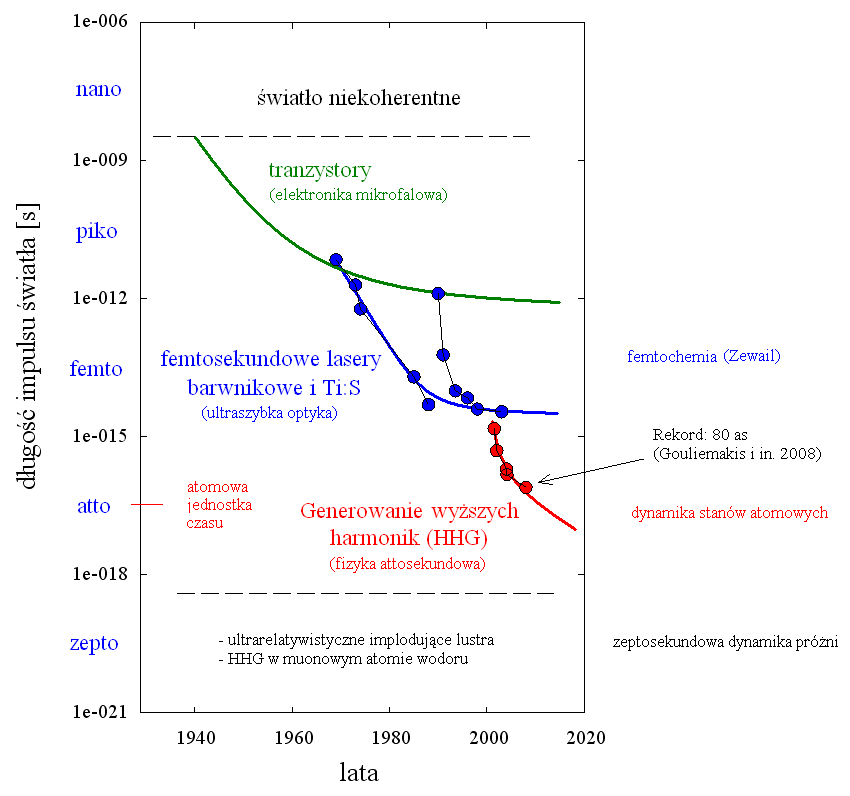 1e-006
nano
światło niekoherentne
1e-009
tranzystory
(elektronika mikrofalowa)
piko
długość impulsu światła [s]
1e-012
femto
femtosekundowe lasery
barwnikowe i Ti:S
(ultraszybka optyka)
femtochemia (Zewail)
1e-015
Rekord: 80 as
(Gouliemakis i in. 2008)
atto
atomowa
jednostka
czasu
Generowanie wyższych
harmonik (HHG)
(fizyka attosekundowa)
dynamika stanów atomowych
1e-018
zepto
- ultrarelatywistyczne implodujące lustra
- HHG w muonowym atomie wodoru
zeptosekundowa dynamika próżni
1e-021
1940 1960 1980 2000 2020
lata